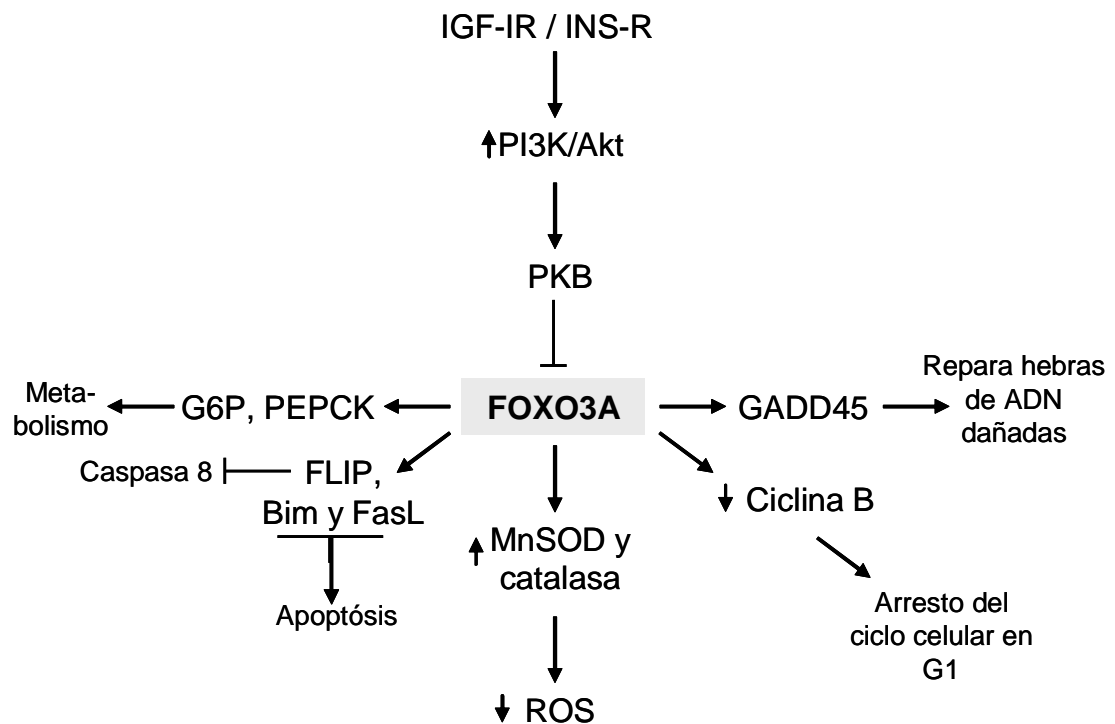 IGF-IR / INS-R
PI3K/Akt
PKB
FOXO3A
G6P, PEPCK
Meta-
bolismo
GADD45
Repara hebras
de ADN
dañadas
Caspasa 8
FLIP,
Bim y FasL
Apoptósis
MnSOD y
catalasa
ROS
Ciclina B
Arresto del
ciclo celular en
G1